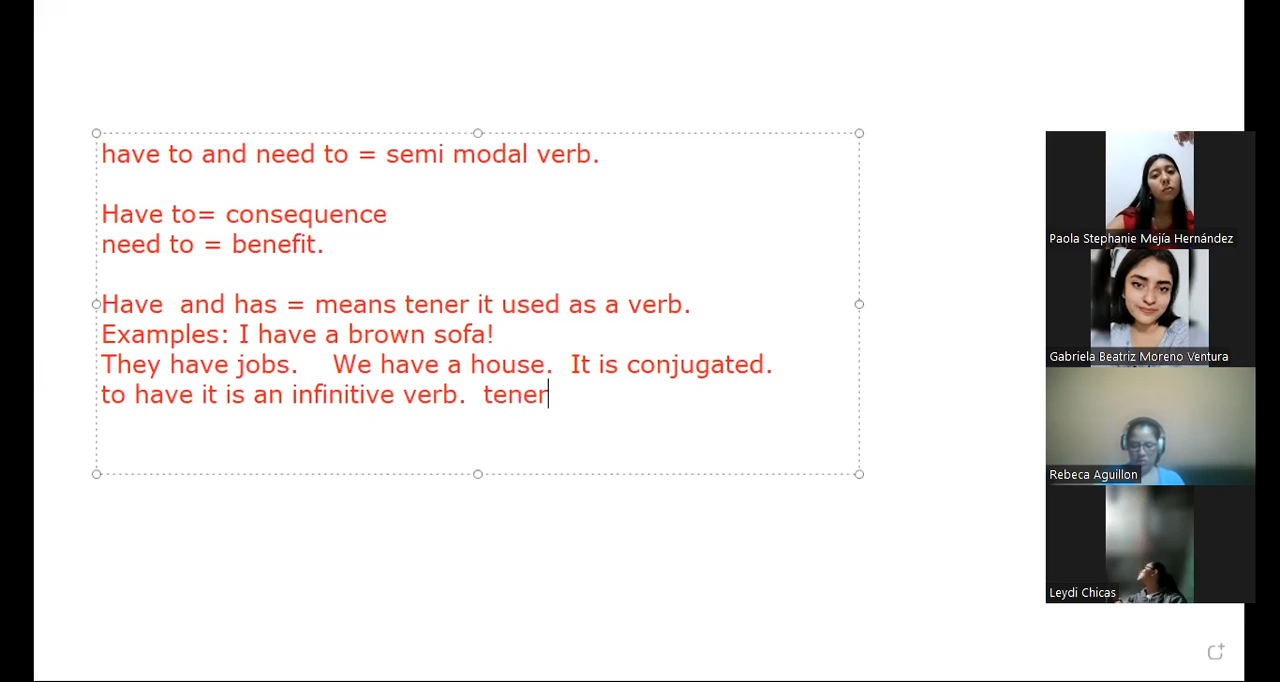 have to and need to = semi modal verb.
Have to= consequence
need to = benefit.
Have  and has = means tener it used as a verb.
Examples: I have a brown sofa!
They have jobs.    We have a house.  It is conjugated.
to have it is an infinitive verb.  tener
Paola Stephanie Mejía Hernández
Gabriela Beatriz Moreno Ventura
Rebeca Aguillon
Leydi Chicas